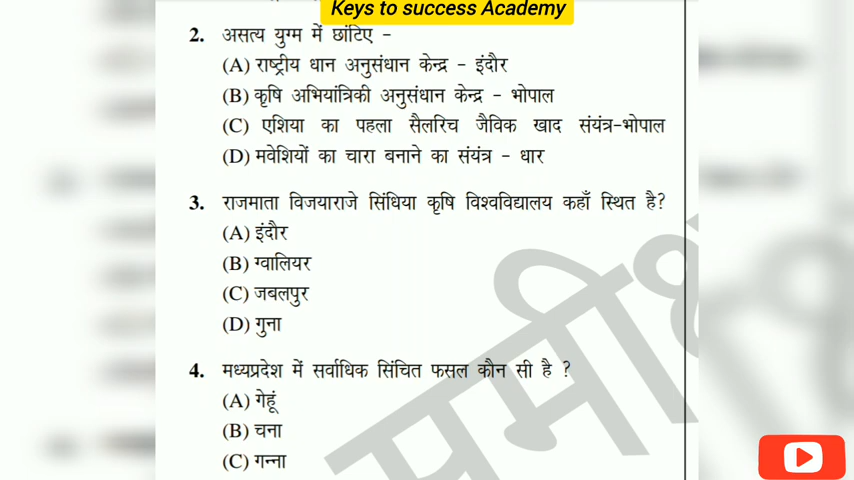 Keys to success Academy
2. असत्य युग्म में छांटिए -
(A) राष्ट्रीय धान अनुसंधान केन्द्र - इंदौर
(B) कृषि अभियांत्रिकी अनुसंधान केन्द्र - भोपाल
(C) एशिया का पहला सैलरिच जैविक खाद संयंत्र-भोपाल
(D) मवेशियों का चारा बनाने का संयंत्र - धार
3. राजमाता विजयाराजे सिंधिया कृषि विश्वविद्यालय कहाँ स्थित है?
(A) इंदौर
(B) ग्वालियर
(C) जबलपुर
(D) गुना
4. मध्यप्रदेश में सर्वाधिक सिंचित फसल कौन सी है ?
(A) गेहूं
(B) चना
(C) गन्ना